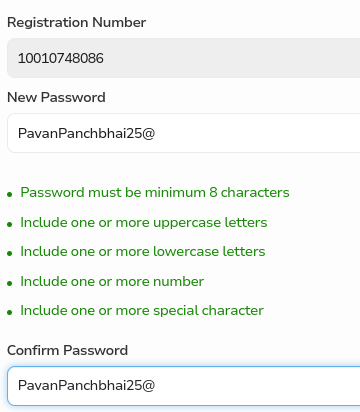 Registration Number
10010748086
New Password
PavanPanchbhai25@
Password must be minimum 8 characters
Include one or more uppercase letters
Include one or more lowercase letters
Include one or more number
Include one or more special character
Confirm Password
PavanPanchbhai25@